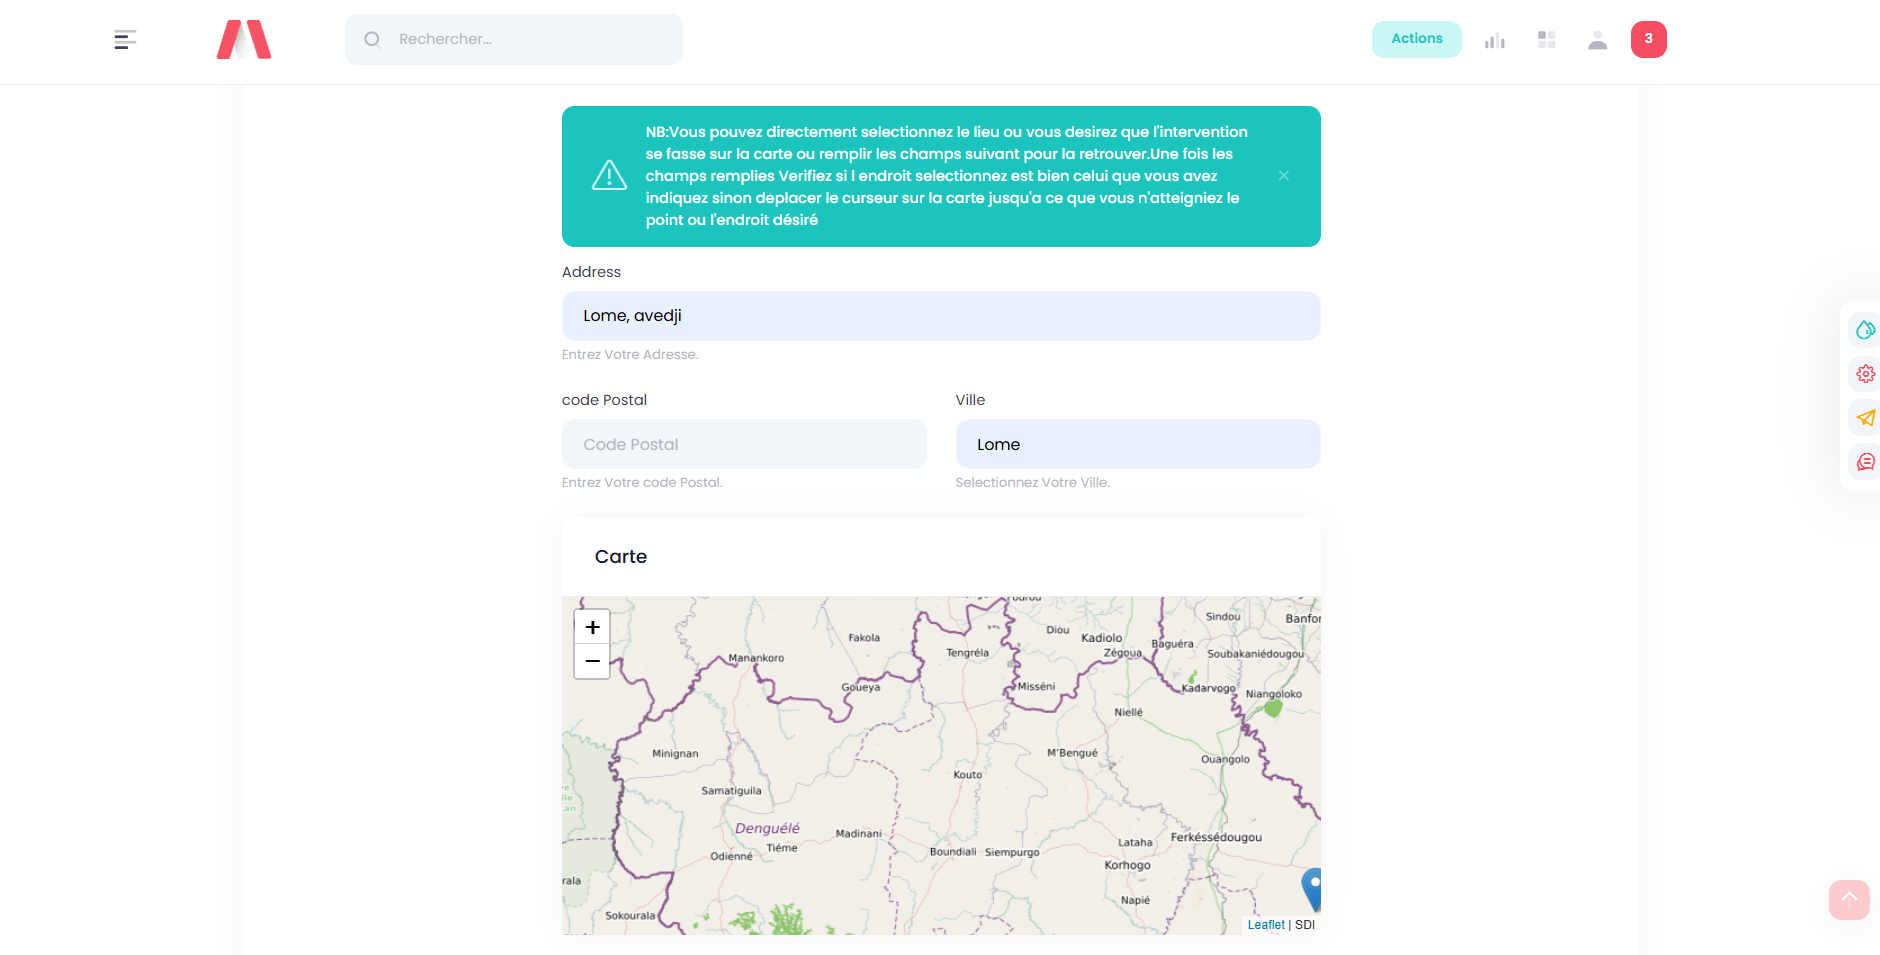 Rechercher...
Actions
3
NB:Vous pouvez directement selectionnez le lieu ou vous desirez que l'intervention
se fasse sur la carte ou remplir les champs suivant pour la retrouver.Une fois les
champs remplies Verifiez si l endroit selectionnez est bien celui que vous avez
indiquez sinon deplacer le curseur sur la carte jusqu'a ce que vous n'atteigniez le
point ou l'endroit désiré
Address
Lome, avedji
Entrez Votre Adresse.
code Postal
Ville
Code Postal
Lome
Entrez Votre code Postal.
Selectionnez Votre Ville.
Carte
+
−
Sindou
Banfor
Fakola
Diou
Kadiolo
Baguéra
Tengréla
Zégoua
Soubakaniédougou
Manankoro
Goueya
Misséni
Kadarvogo
Niangoloko
Niellé
Minignan
M'Bengué
Ouangolo
Kouto
Samatiguila
Denguélé
Madinani
Ferkéssédougou
Tiéme
Lataha
Odienné
Boundiali
Siempurgo
Korhogo
rala
Napié
Sokourala
Leaflet | SDI